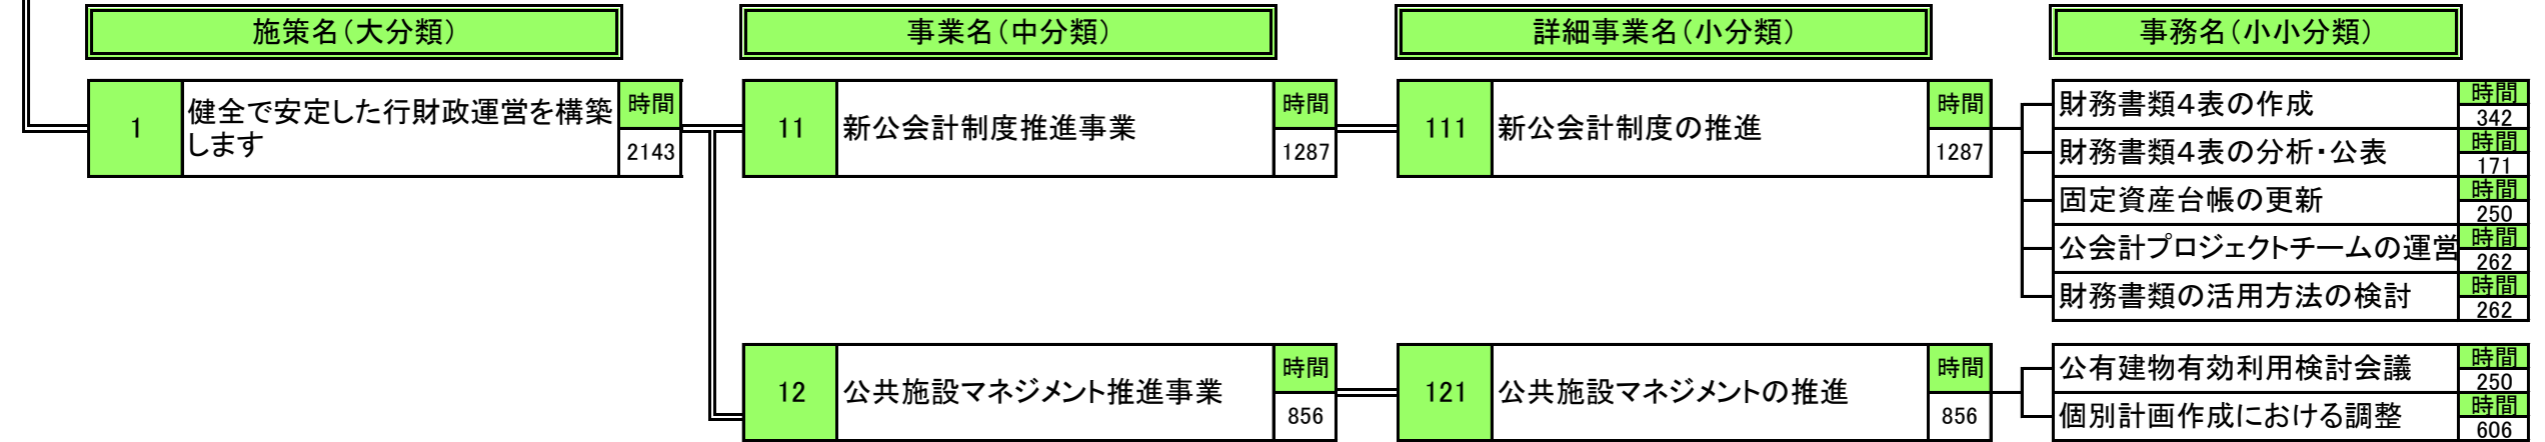 施策名（大分類） 事業名（中分類） 詳細事業名（小分類） 事務名（小小分類）
1 健全で安定した行財政運営を構築 時間
します 2143
11 新公会計制度推進事業 時間
1287
111 新公会計制度の推進 時間
1287
財務書類４表の作成 時間
342
財務書類４表の分析・公表 時間
171
固定資産台帳の更新 時間
250
公会計プロジェクトチームの運営 時間
262
財務書類の活用方法の検討 時間
262
12 公共施設マネジメント推進事業 時間
856
121 公共施設マネジメントの推進 時間
856
公有建物有効利用検討会議 時間
250
個別計画作成における調整 時間
606